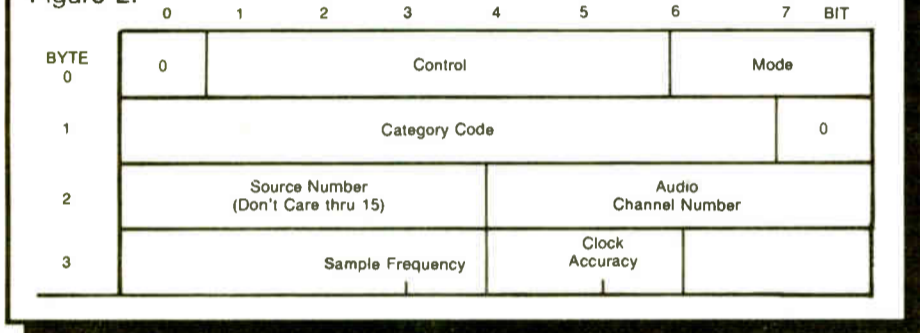 Figure 2.
0 1 2 3 4 5 6 7 BIT
BYTE
0 0 Control Mode
1 Category Code 0
2 Source Number
(Don't Care thru 15) Audio
Channel Number
3 Sample Frequency Clock
Accuracy